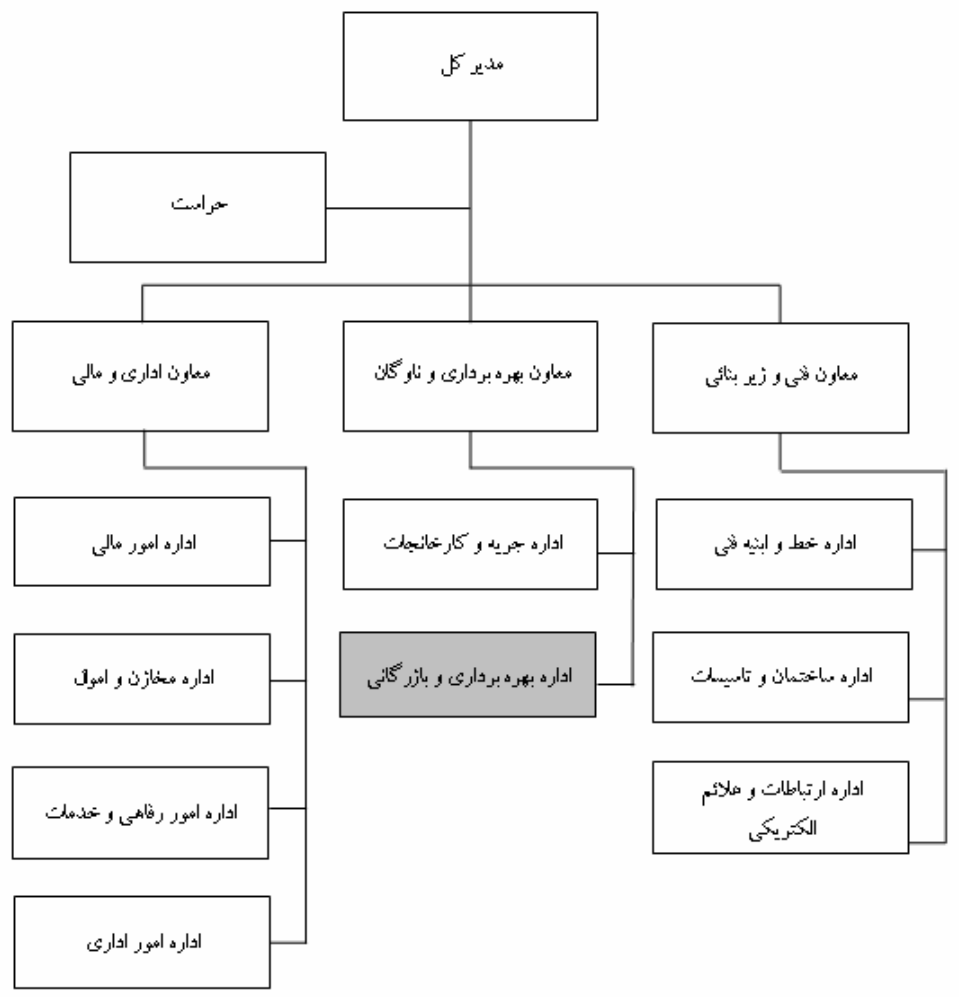 مدیر کل
حراست
معاون فنی و زیر بنائی
معاون بهره برداری و ناوگان
معاون اداری و مالی
اداره خط و ابنیه فنی
اداره جریه و کارخانجات
اداره امور مالی
اداره ساختمان و تاسیسات
اداره بهره برداری و بازرگانی
اداره مخازن و اموال
اداره ارتباطات و علائم
الکتریکی
اداره امور رفاهی و خدمات
اداره امور اداری